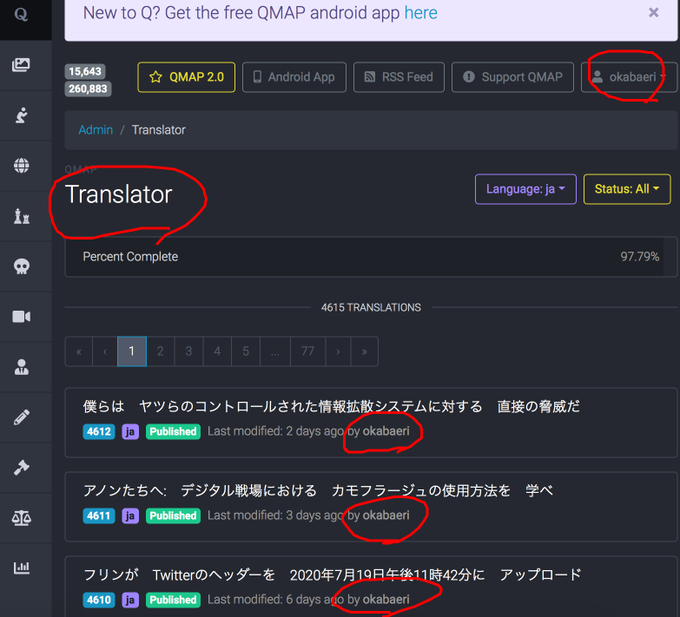 Q
New to Q? Get the free QMAP android app here ×
15,643
260,883
QMAP 2.0
Android App
RSS Feed
Support QMAP
okabaeri
Admin / Translator
QMAP
Translator
Language: ja
Status: All
Percent Complete 97.79%
4615 TRANSLATIONS
« ‹ 1 2 3 4 5 ... 77 › »
僕らは ヤツらのコントロールされた情報拡散システムに対する 直接の脅威だ
4612 ja Published Last modified: 2 days ago by okabaeri
アノンたちへ: デジタル戦場における カモフラージュの使用方法を 学べ
4611 ja Published Last modified: 3 days ago by okabaeri
フリンが Twitterのヘッダーを 2020年7月19日午後11時42分に アップロード
4610 ja Published Last modified: 6 days ago by okabaeri